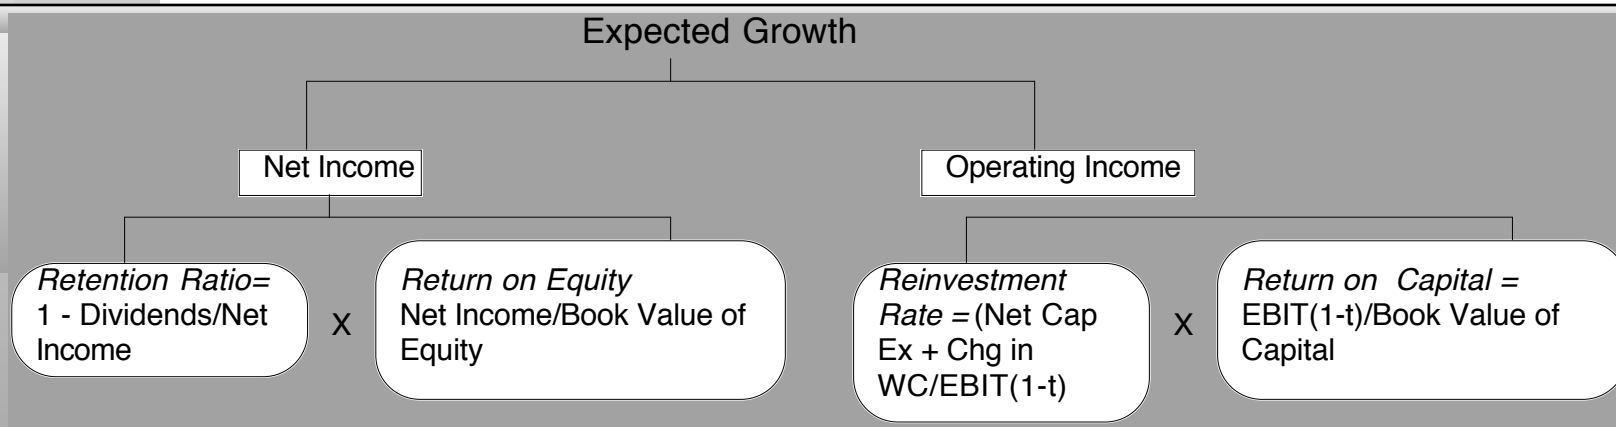 Expected Growth
Net Income
Operating Income
Retention Ratio=
1 - Dividends/Net
Income
X
Return on Equity
Net Income/Book Value of
Equity
Reinvestment
Rate = (Net Cap
Ex + Chg in
WC/EBIT(1-t)
X
Return on Capital =
EBIT(1-t)/Book Value of
Capital